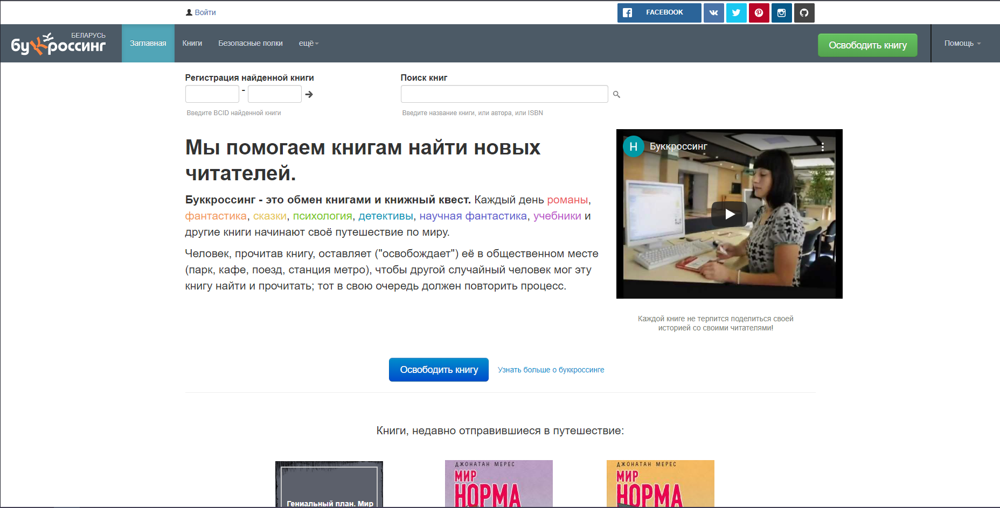 Войти
FACEBOOK
БЕЛАРУСЬ
буккроссинг
Заглавная
Книги
Безопасные полки
ещё
Освободить книгу
Помощь
Регистрация найденной книги
-
Введите BCID найденной книги
Поиск книг
Введите название книги, или автора, или ISBN
Мы помогаем книгам найти новых
читателей.
Буккроссинг - это обмен книгами и книжный квест. Каждый день романы,
фантастика, сказки, психология, детективы, научная фантастика, учебники и
другие книги начинают своё путешествие по миру.
Человек, прочитав книгу, оставляет ("освобождает") её в общественном месте
(парк, кафе, поезд, станция метро), чтобы другой случайный человек мог эту
книгу найти и прочитать; тот в свою очередь должен повторить процесс.
Н
Буккроссинг
Каждой книге не терпится поделиться своей
историей со своими читателями!
Освободить книгу
Узнать больше о буккроссинге
Книги, недавно отправившиеся в путешествие:
Гениальный план. Мир
ДЖОНАТАН МЕРЕС
МИР
НОРМА
ДЖОНАТАН МЕРЕС
МИР
НОРМА